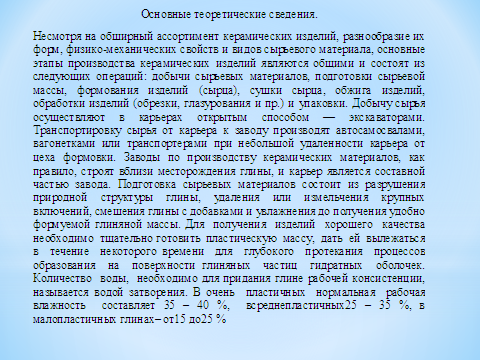 Основные теоретические сведения.
Несмотря на обширный ассортимент керамических изделий, разнообразие их
форм, физико-механических свойств и видов сырьевого материала, основные
этапы производства керамических изделий являются общими и состоят из
следующих операций: добычи сырьевых материалов, подготовки сырьевой
массы, формования изделий (сырца), сушки сырца, обжига изделий,
обработки изделий (обрезки, глазурования и пр.) и упаковки. Добычу сырья
осуществляют в карьерах открытым способом — экскаваторами.
Транспортировку сырья от карьера к заводу производят автосамосвалами,
вагонетками или транспортерами при небольшой удаленности карьера от
цеха формовки. Заводы по производству керамических материалов, как
правило, строят вблизи месторождения глины, и карьер является составной
частью завода. Подготовка сырьевых материалов состоит из разрушения
природной структуры глины, удаления или измельчения крупных
включений, смешения глины с добавками и увлажнения до получения удобно
формуемой глиняной массы. Для получения изделий хорошего качества
необходимо тщательно готовить пластическую массу, дать ей вылежаться
в течение некоторого времени для глубокого протекания процессов
образования на поверхности глиняных частиц гидратных оболочек.
Количество воды, необходимо для придания глине рабочей консистенции,
называется водой затворения. В очень пластичных нормальная рабочая
влажность составляет 35 – 40 %, всреднепластичных25 – 35 %, в
малопластичных глинах– от15 до25 %